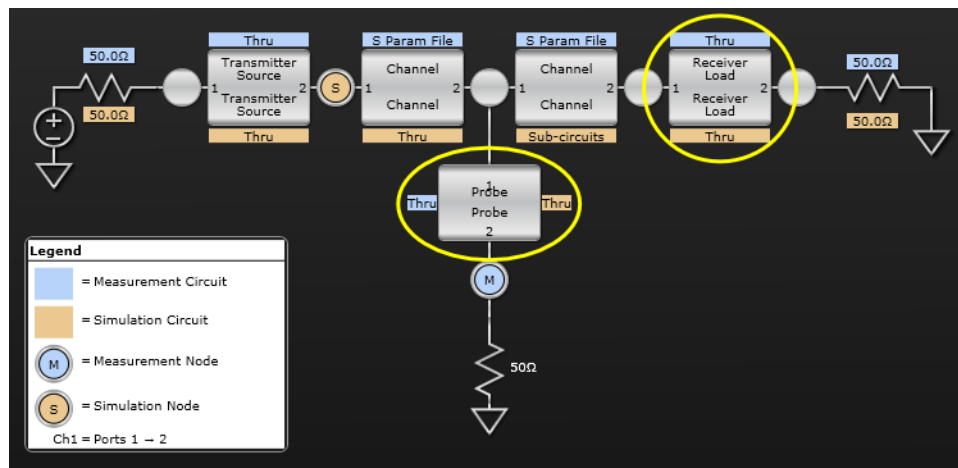 Thru
S Param File
S Param File
Thru
50.0Ω
50.0Ω
Transmitter
Source
Channel
Channel
Receiver
Load
1
2
S
1
2
1
2
1
2
Transmitter
Source
Channel
Channel
Receiver
Load
50.0Ω
50.0Ω
Thru
Thru
Sub-circuits
Thru
1
Probe
Thru
Thru
Probe
2
M
50Ω
Legend
= Measurement Circuit
= Simulation Circuit
M
= Measurement Node
S
= Simulation Node
Ch1 = Ports 1 → 2